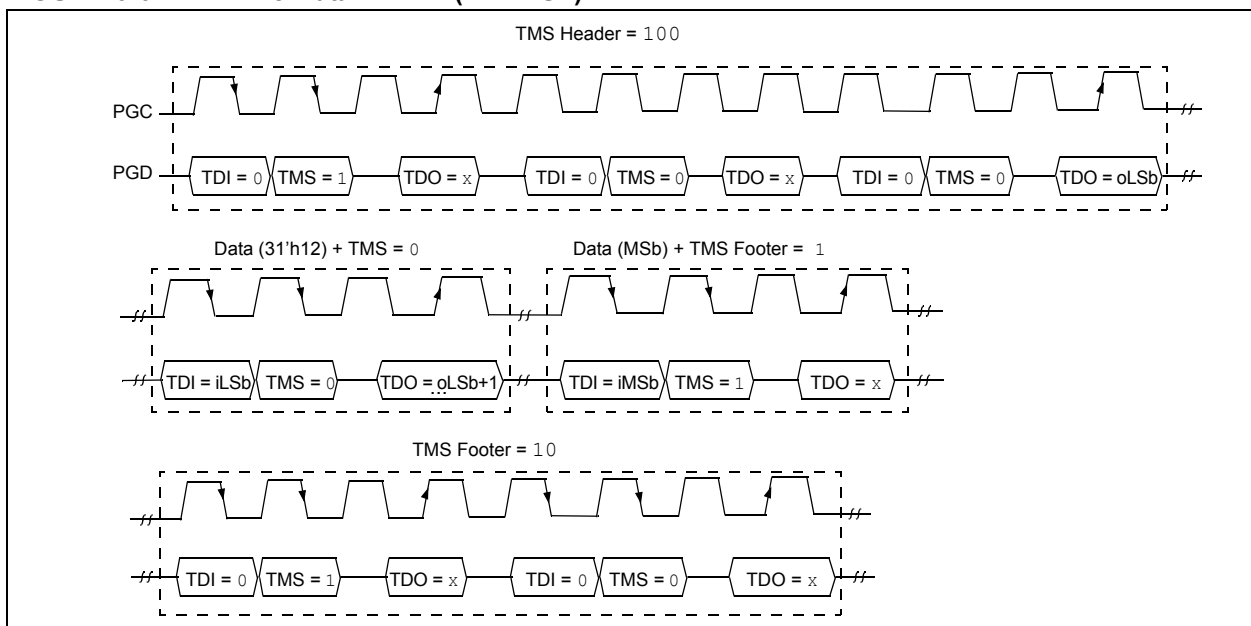 TMS Header = 100
PGC
PGD
TDI = 0 TMS = 1 TDO = x TDI = 0 TMS = 0 TDO = x TDI = 0 TMS = 0 TDO = oLSb
Data (31'h12) + TMS = 0 Data (MSb) + TMS Footer = 1
TDI = iLSb TMS = 0 TDO = oLSb+1 TDI = iMSb TMS = 1 TDO = x
...
TMS Footer = 10
TDI = 0 TMS = 1 TDO = x TDI = 0 TMS = 0 TDO = x